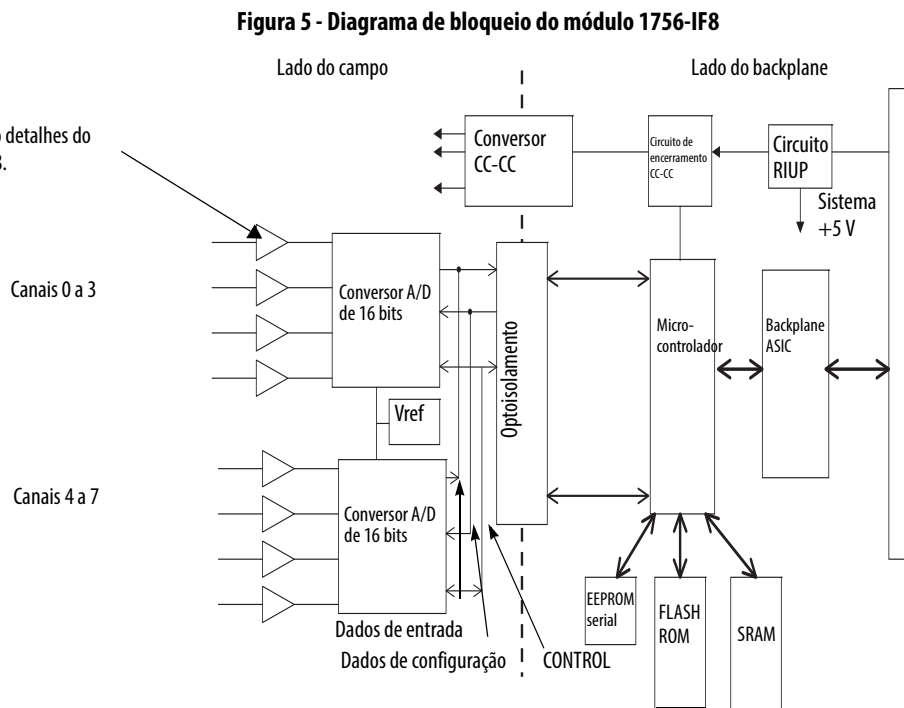 Figura 5 - Diagrama de bloqueio do módulo 1756-IF8
Lado do campo
Lado do backplane
detalhes do
Conversor
CC-CC
Circuito de
encerramento
CC-CC
Circuito
RIUP
Sistema
+5 V
Canais 0 a 3
Conversor A/D
de 16 bits
Optoisolamento
Micro-
controlador
Backplane
ASIC
Vref
Canais 4 a 7
Conversor A/D
de 16 bits
EEPROM
serial
FLASH
ROM
SRAM
Dados de entrada
Dados de configuração
CONTROL